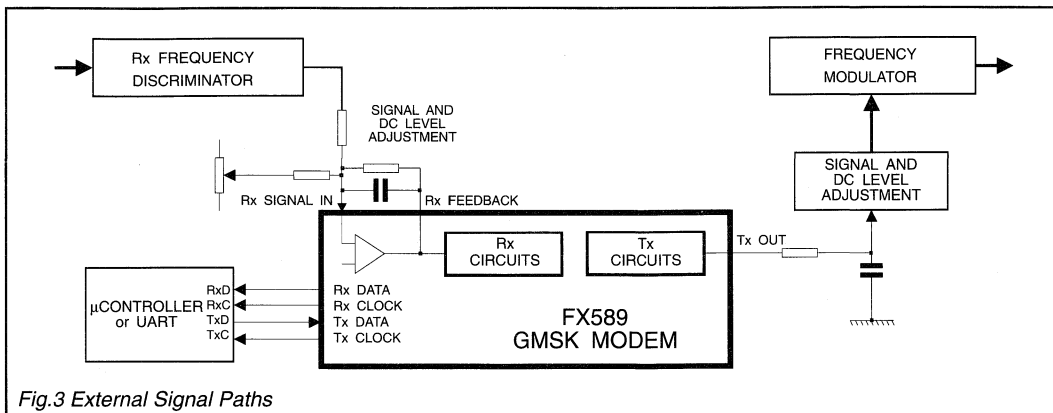 Rx FREQUENCY
DISCRIMINATOR
FREQUENCY
MODULATOR
SIGNAL AND
DC LEVEL
ADJUSTMENT
SIGNAL AND
DC LEVEL
ADJUSTMENT
Rx SIGNAL IN
Rx FEEDBACK
Rx
CIRCUITS
Tx
CIRCUITS
Tx OUT
µCONTROLLER
or UART
RxD
RxC
TxD
TxC
Rx DATA
Rx CLOCK
Tx DATA
Tx CLOCK
FX589
GMSK MODEM
Fig.3 External Signal Paths